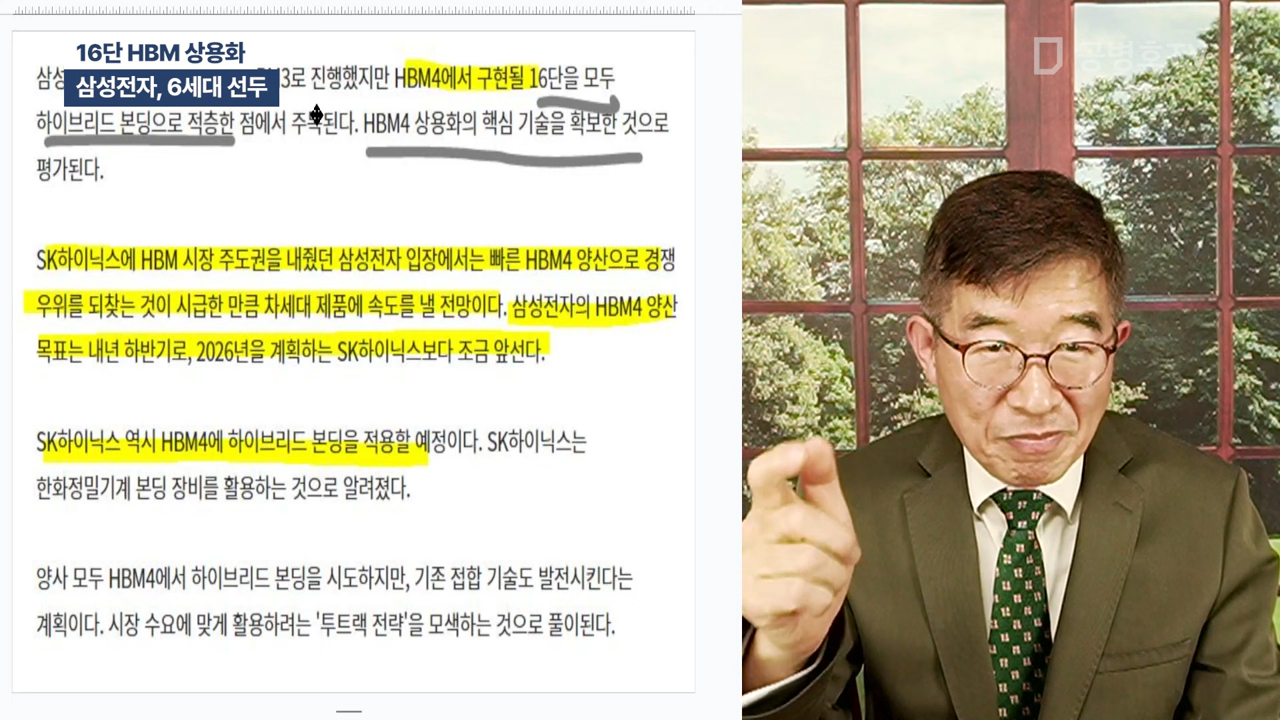 16단 HBM 상용화
삼성전자, 6세대 선두
삼성 3로 진행했지만 HBM4에서 구현될 16단을 모두
하이브리드 본딩으로 적층한 점에서 주목된다. HBM4 상용화의 핵심 기술을 확보한 것으로
평가된다.
SK하이닉스에 HBM 시장 주도권을 내줬던 삼성전자 입장에서는 빠른 HBM4 양산으로 경쟁
우위를 되찾는 것이 시급한 만큼 차세대 제품에 속도를 낼 전망이다. 삼성전자의 HBM4 양산
목표는 내년 하반기로, 2026년을 계획하는 SK하이닉스보다 조금 앞선다.
SK하이닉스 역시 HBM4에 하이브리드 본딩을 적용할 예정이다. SK하이닉스는
한화정밀기계 본딩 장비를 활용하는 것으로 알려졌다.
양사 모두 HBM4에서 하이브리드 본딩을 시도하지만, 기존 접합 기술도 발전시킨다는
계획이다. 시장 수요에 맞게 활용하려는 '투트랙 전략'을 모색하는 것으로 풀이된다.